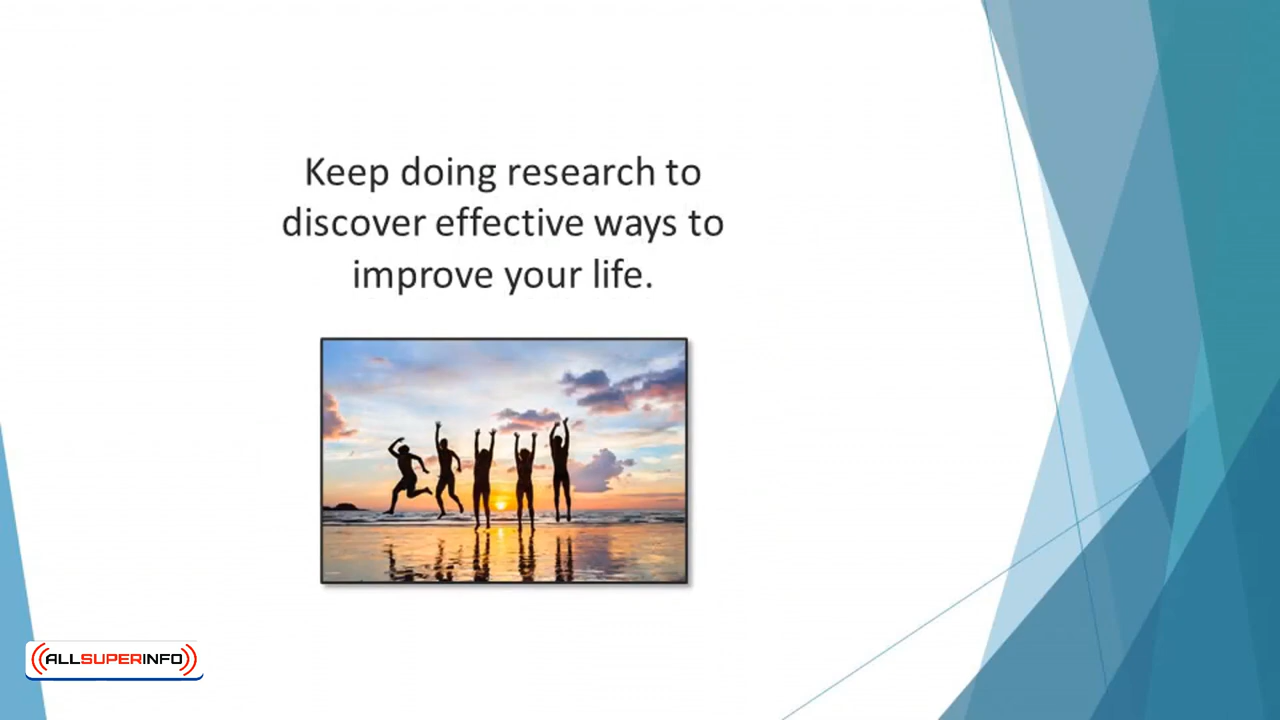 Keep doing research to
discover effective ways to
improve your life.
ALLSUPERINFO